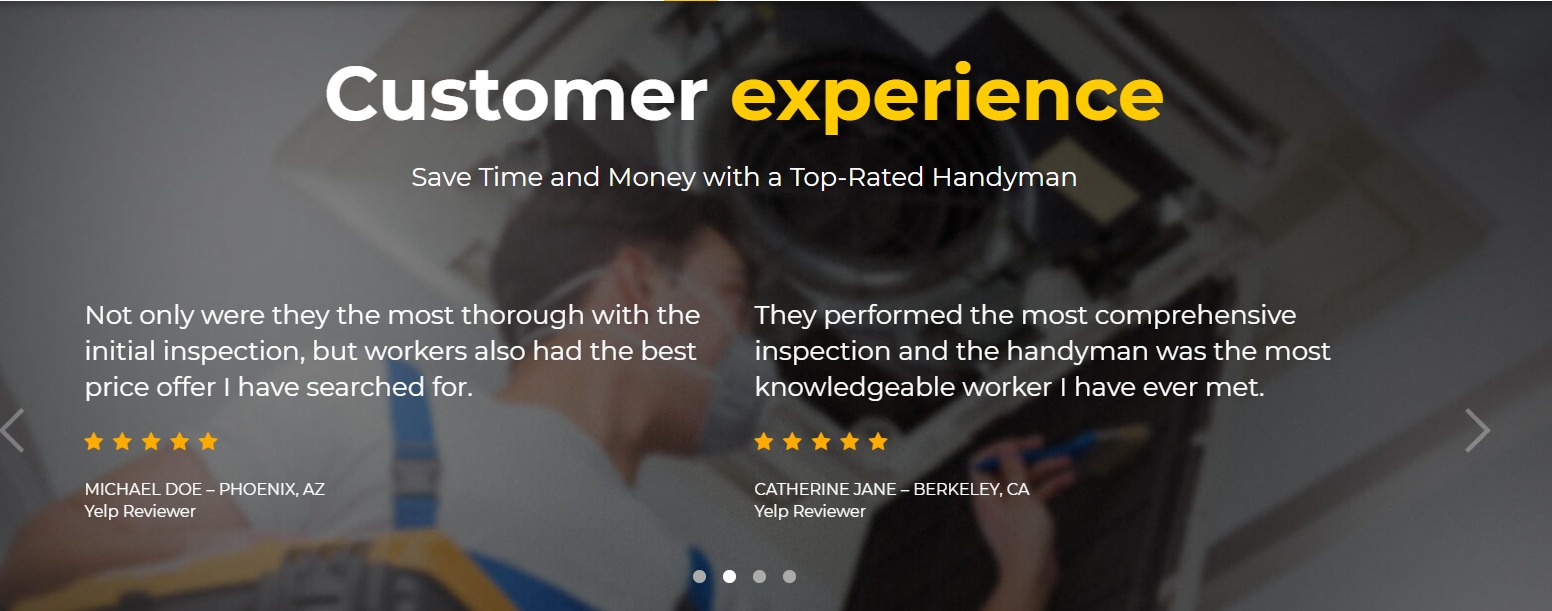 Customer experience
Save Time and Money with a Top-Rated Handyman
Not only were they the most thorough with the
initial inspection, but workers also had the best
price offer I have searched for.
MICHAEL DOE – PHOENIX, AZ
Yelp Reviewer
They performed the most comprehensive
inspection and the handyman was the most
knowledgeable worker I have ever met.
CATHERINE JANE – BERKELEY, CA
Yelp Reviewer